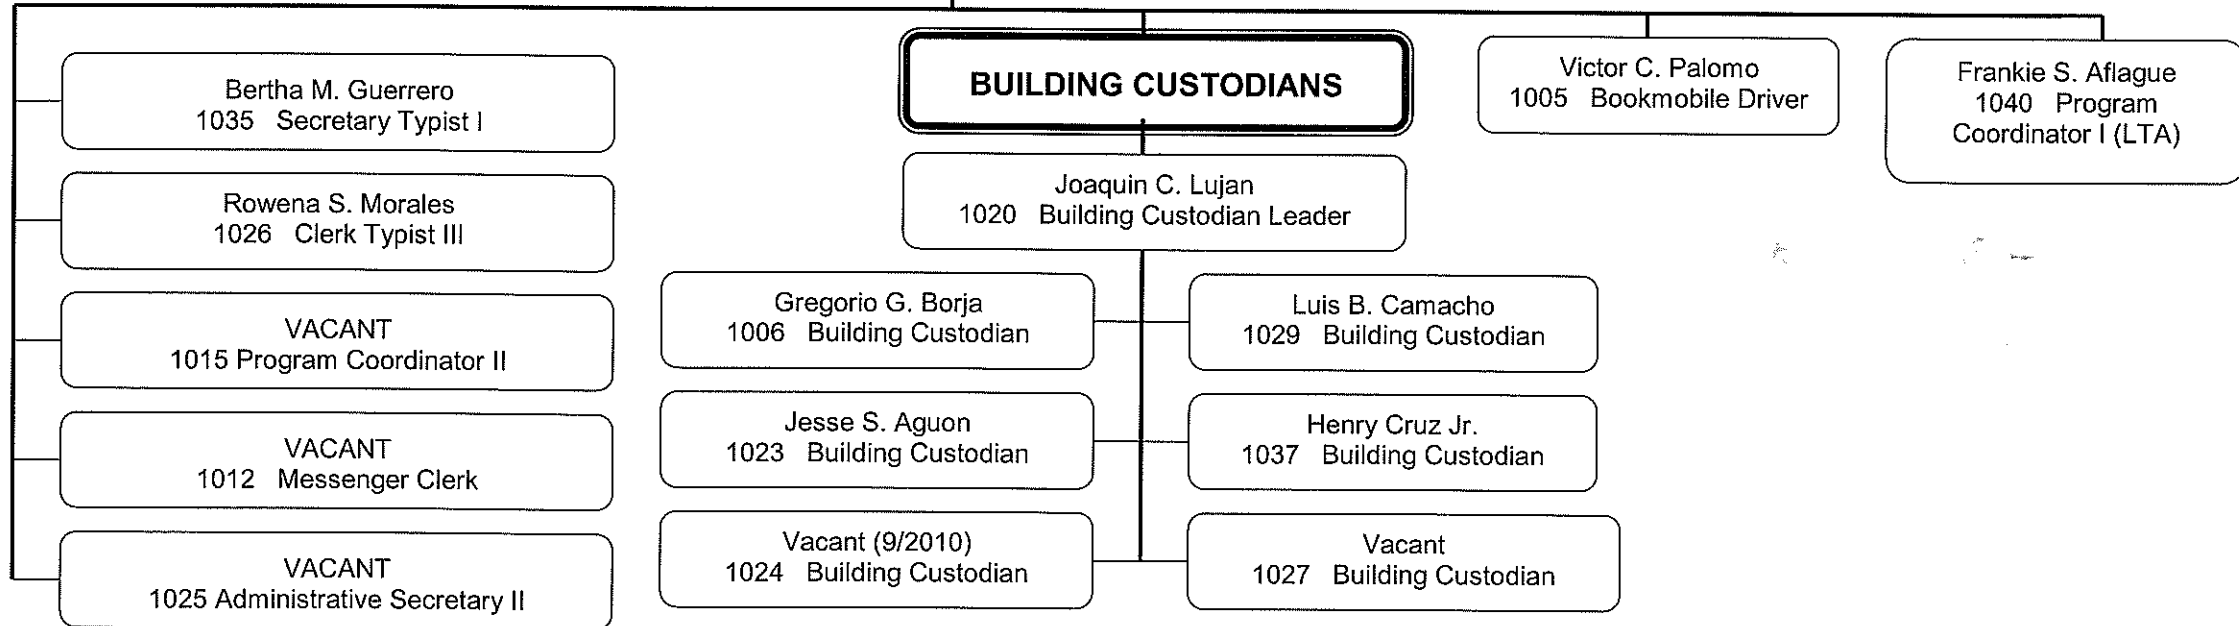 Bertha M. Guerrero
1035 Secretary Typist I
Rowena S. Morales
1026 Clerk Typist III
VACANT
1015 Program Coordinator II
VACANT
1012 Messenger Clerk
VACANT
1025 Administrative Secretary II
BUILDING CUSTODIANS
Joaquin C. Lujan
1020 Building Custodian Leader
Gregorio G. Borja
1006 Building Custodian
Luis B. Camacho
1029 Building Custodian
Jesse S. Aguon
1023 Building Custodian
Henry Cruz Jr.
1037 Building Custodian
Vacant (9/2010)
1024 Building Custodian
Vacant
1027 Building Custodian
Victor C. Palomo
1005 Bookmobile Driver
Frankie S. Aflague
1040 Program
Coordinator I (LTA)